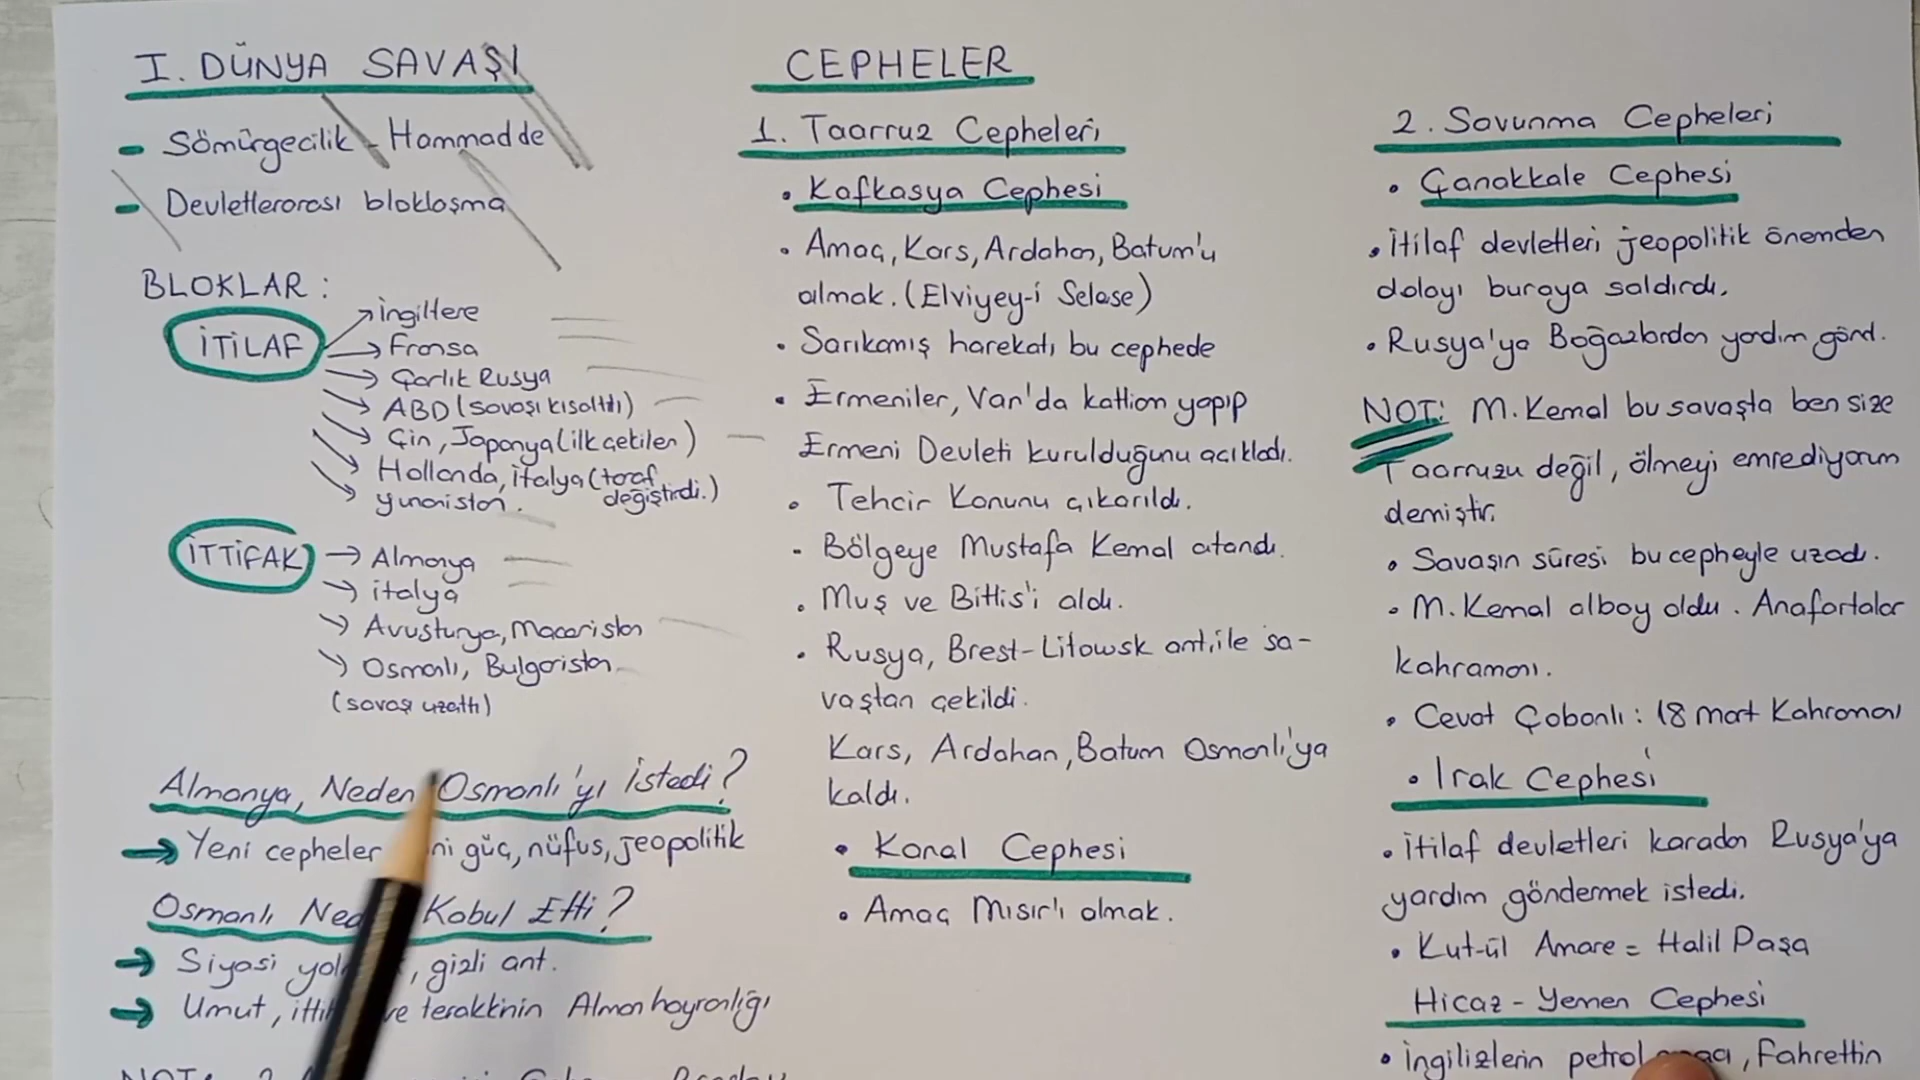 I. DÜNYA SAVAŞI
- Sömürgecilik - Hammadde
- Devletlerarası bloklaşma
BLOKLAR :
İTİLAF
→ İngiltere
→ Fransa
→ Çarlık Rusya
→ ABD (savaşı kısalttı)
→ Çin, Japonya (ilk çekilen)
→ Hollanda, İtalya (taraf değiştirdi.)
→ Yunanistan.
İTTİFAK
→ Almanya
→ italya
→ Avusturya, Macaristan
→ Osmanlı, Bulgaristan
(savaşı uzattı)
Almanya, Neden Osmanlı'yı İstedi?
→ Yeni cepheler güç, nüfus, jeopolitik
Osmanlı Kabul Etti?
→ Siyasi , gizli ant.
→ Umut, ve terakki'nin Alman hayranlığı
CEPHELER
1. Taarruz Cepheleri
• Kafkasya Cephesi
• Amaç, Kars, Ardahan, Batum'u
almak. (Elviyey-i Selase)
• Sarıkamış harekatı bu cephede
• Ermeniler, Van'da katliam yapıp
Ermeni Devleti kurulduğunu açıkladı.
• Tehcir Kanunu çıkarıldı.
- Bölgeye Mustafa Kemal atandı.
• Muş ve Bitlis'i aldı.
• Rusya, Brest-Litowsk ant. ile sa-
vaştan çekildi.
Kars, Ardahan, Batum Osmanlı'ya
kaldı.
• Kanal Cephesi
• Amaç Mısır'ı almak.
2. Savunma Cepheleri
• Çanakkale Cephesi
• İtilaf devletleri jeopolitik önemden
dolayı buraya saldırdı.
• Rusya'ya Boğazlardan yardım gönd.
NOT: M. Kemal bu savaşta ben size
Taarruzu değil, ölmeyi emrediyorum
demiştir.
• Savaşın süresi bu cepheyle uzadı.
• M. Kemal albay oldu. Anafartalar
kahramanı.
• Cevat Çobanlı : 18 Mart Kahramanı
• Irak Cephesi
• İtilaf devletleri karadan Rusya'ya
yardım göndermek istedi.
• Kut-ül Amare = Halil Paşa
Hicaz - Yemen Cephesi
• İngilizlerin petrol , Fahrettin